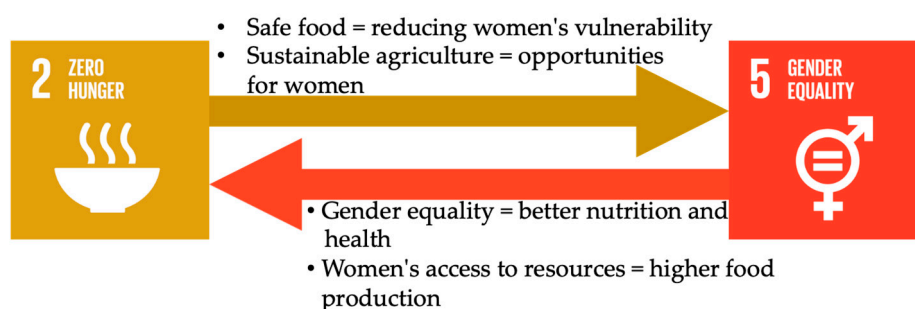 • Safe food = reducing women's vulnerability
• Sustainable agriculture = opportunities
for women
2 ZERO
HUNGER
5 GENDER
EQUALITY
• Gender equality = better nutrition and
health
• Women's access to resources = higher food
production